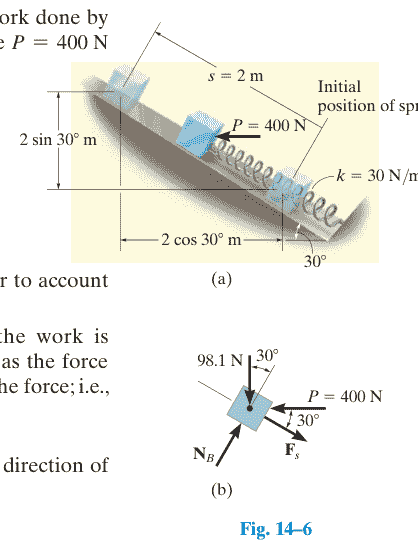 ork done by
e P = 400 N
s = 2 m
Initial
position of spr
P = 400 N
2 sin 30° m
k = 30 N/m
2 cos 30° m
30°
r to account
(a)
the work is
as the force
he force; i.e.,
98.1 N
30°
P = 400 N
30°
N_B
F_s
direction of
(b)
Fig. 14–6